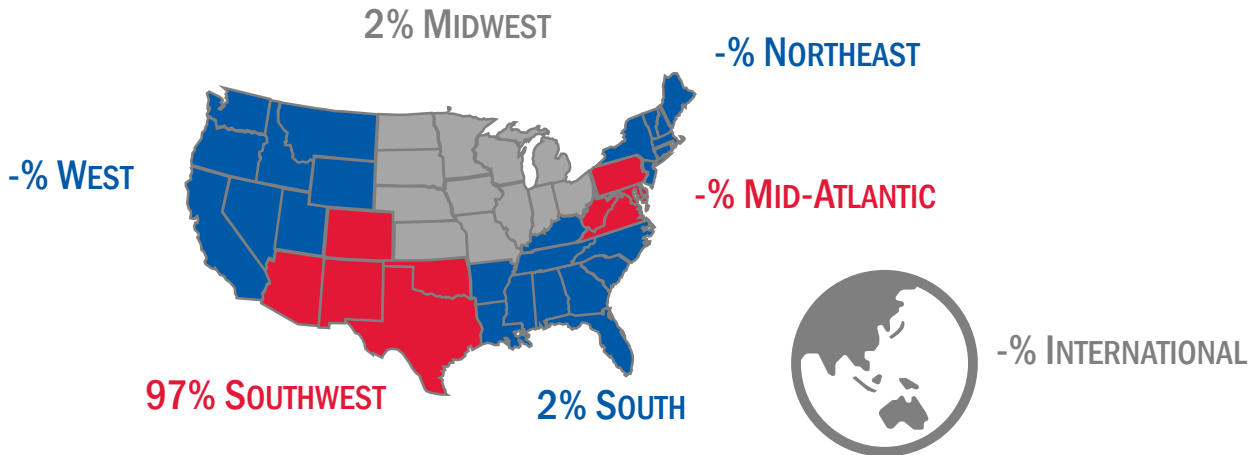 2% MIDWEST
-% NORTHEAST
-% WEST
-% MID-ATLANTIC
-% INTERNATIONAL
97% SOUTHWEST
2% SOUTH